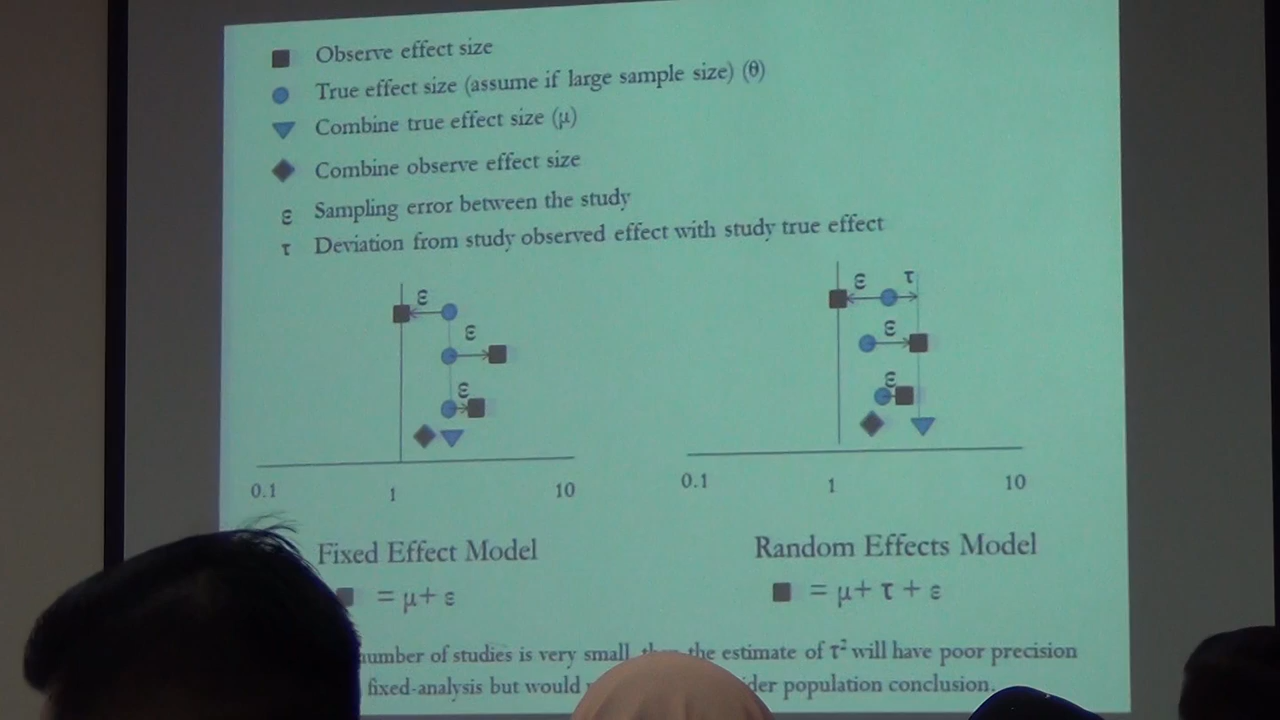 Observe effect size
True effect size (assume if large sample size) (θ)
Combine true effect size (μ)
Combine observe effect size
ε Sampling error between the study
τ Deviation from study observed effect with study true effect
ε
ε
ε
0.1 1 10
ε τ
ε
ε
0.1 1 10
Fixed Effect Model
= μ+ ε
Random Effects Model
= μ+ τ + ε
number of studies is very small, the estimate of τ² will have poor precision
fixed-analysis but would population conclusion.